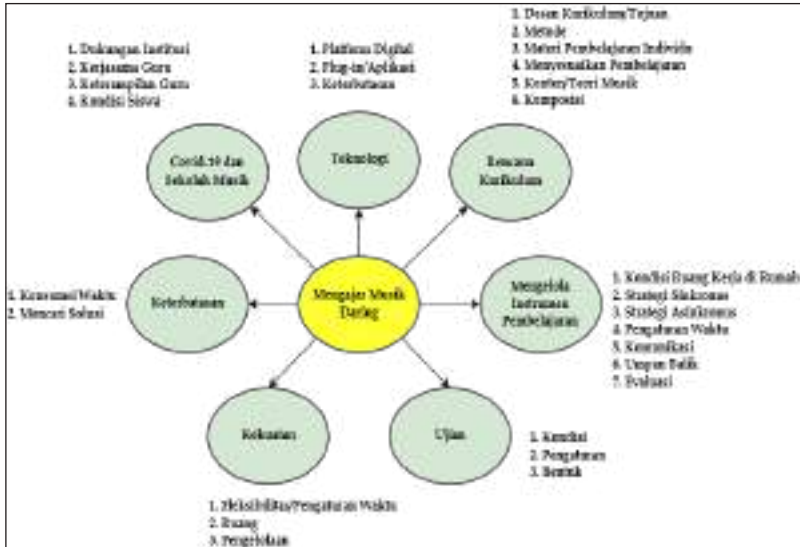 1. Desan Kurikulum/Tujuan
2. Metode
3. Materi Pembelajaran Individu
4. Menyesuaikan Pembelajaran
5. Konten/Teori Musik
6. Komposisi
1. Dukungan Institusi
2. Kerjasama Guru
3. Keterampilan Guru
4. Kondisi Siswa
1. Platform Digital
2. Plug-in/Aplikasi
3. Keterbatasan
Covid-19 dan
Sekolah Musik
Teknologi
Rencana
Kurikulum
1. Konsumsi Waktu
2. Mencari Solusi
Keterbatasan
Mengajar Musik
Daring
Mengelola
Instrumen
Pembelajaran
1. Kondisi Ruang Kerja di Rumah
2. Strategi Sinkronus
3. Strategi Asinkronus
4. Pengaturan Waktu
5. Komunikasi
6. Umpan Balik
7. Evaluasi
Kekuatan
Ujian
1. Kondisi
2. Pengaturan
3. Bentuk
1. Fleksibilitas/Pengaturan Waktu
2. Ruang
3. Pengelolaan